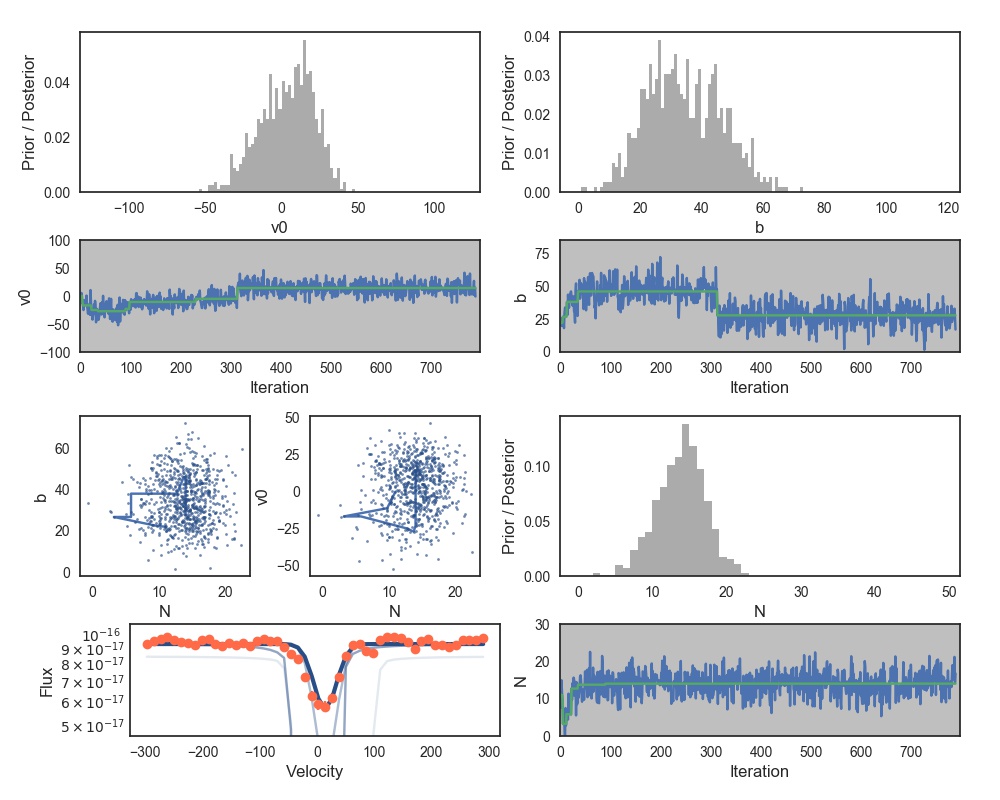 Prior / Posterior
0.04
0.02
0.00
−100 −50 0 50 100
v0
Prior / Posterior
0.04
0.03
0.02
0.01
0.00
0 20 40 60 80 100 120
b
v0
100
50
0
−50
−100
0 100 200 300 400 500 600 700
Iteration
b
75
50
25
0
0 100 200 300 400 500 600 700
Iteration
b
60
40
20
0
0 10 20
N
v0
50
25
0
−25
−50
0 10 20
N
Prior / Posterior
0.10
0.05
0.00
0 10 20 30 40 50
N
Flux
10⁻¹⁶
9 × 10⁻¹⁷
8 × 10⁻¹⁷
7 × 10⁻¹⁷
6 × 10⁻¹⁷
5 × 10⁻¹⁷
−300 −200 −100 0 100 200 300
Velocity
N
30
20
10
0
0 100 200 300 400 500 600 700
Iteration